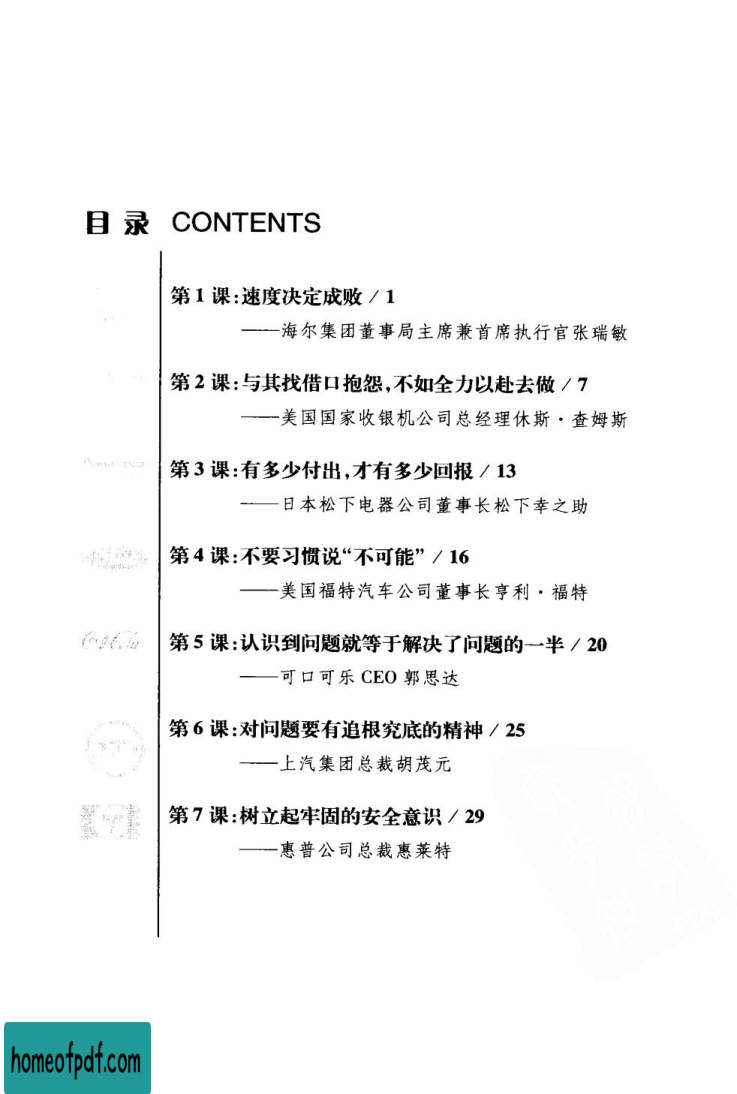 目录 CONTENTS
第1课:速度决定成败 / 1
——海尔集团董事局主席兼首席执行官张瑞敏
第2课:与其找借口抱怨,不如全力以赴去做 / 7
——美国国家收银机公司总经理休斯·查姆斯
第3课:有多少付出,才有多少回报 / 13
——日本松下电器公司董事长松下幸之助
第4课:不要习惯说“不可能” / 16
——美国福特汽车公司董事长亨利·福特
第5课:认识到问题就等于解决了问题的一半 / 20
——可口可乐 CEO 郭思达
第6课:对问题要有追根究底的精神 / 25
——上汽集团总裁胡茂元
第7课:树立起牢固的安全意识 / 29
——惠普公司总裁惠莱特
homeofpdf.com